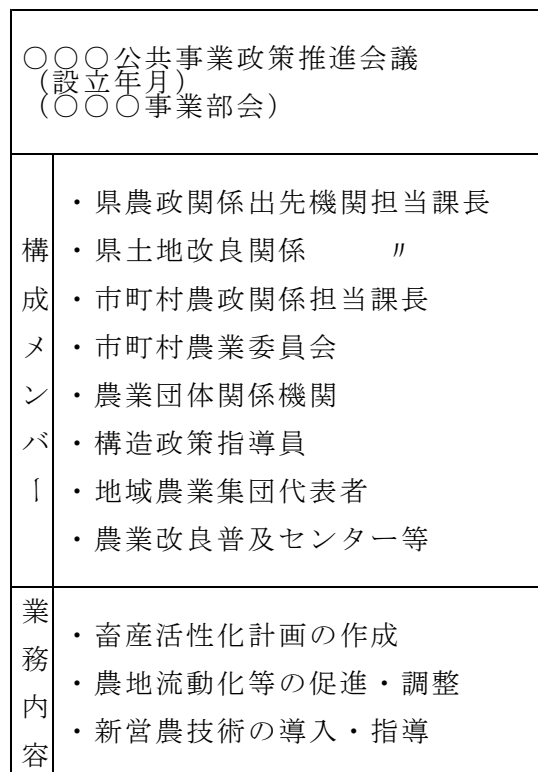 ○○○公共事業政策推進会議
(設立年月)
(○○○事業部会)
構成メンバー
・県農政関係出先機関担当課長
・県土地改良関係　　〃
・市町村農政関係担当課長
・市町村農業委員会
・農業団体関係機関
・構造政策指導員
・地域農業集団代表者
・農業改良普及センター等
業務内容
・畜産活性化計画の作成
・農地流動化等の促進・調整
・新営農技術の導入・指導